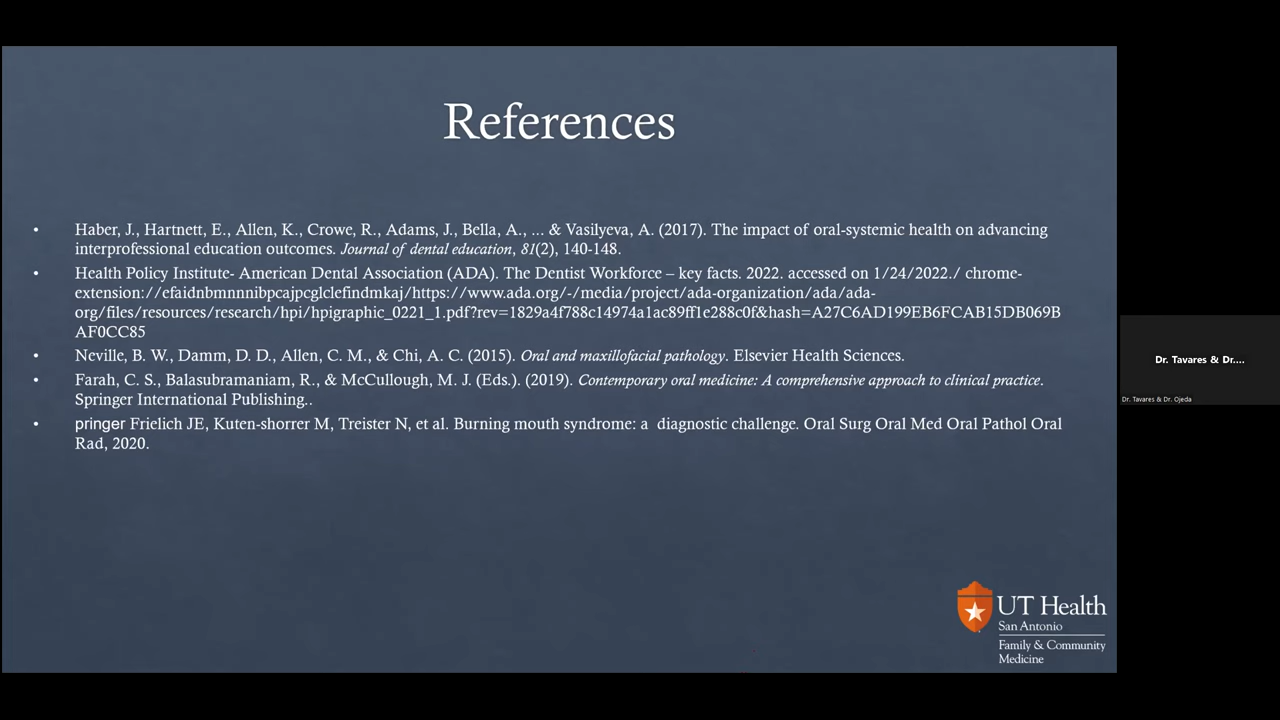 References
• Haber, J., Hartnett, E., Allen, K., Crowe, R., Adams, J., Bella, A., ... & Vasilyeva, A. (2017). The impact of oral-systemic health on advancing
interprofessional education outcomes. Journal of dental education, 81(2), 140-148.
• Health Policy Institute- American Dental Association (ADA). The Dentist Workforce – key facts. 2022. accessed on 1/24/2022./ chrome-
extension://efaidnbmnnnibpcajpcglclefindmkaj/https://www.ada.org/-/media/project/ada-organization/ada/ada-
org/files/resources/research/hpi/hpigraphic_0221_1.pdf?rev=1829a4f788c14974a1ac89ff1e288c0f&hash=A27C6AD199EB6FCAB15DB069B
AF0CC85
• Neville, B. W., Damm, D. D., Allen, C. M., & Chi, A. C. (2015). Oral and maxillofacial pathology. Elsevier Health Sciences.
• Farah, C. S., Balasubramaniam, R., & McCullough, M. J. (Eds.). (2019). Contemporary oral medicine: A comprehensive approach to clinical practice.
Springer International Publishing..
• pringer Frielich JE, Kuten-shorrer M, Treister N, et al. Burning mouth syndrome: a  diagnostic challenge. Oral Surg Oral Med Oral Pathol Oral
Rad, 2020.
UT Health
San Antonio
Family & Community
Medicine
Dr. Tavares & Dr....
Dr. Tavares & Dr. Ojeda